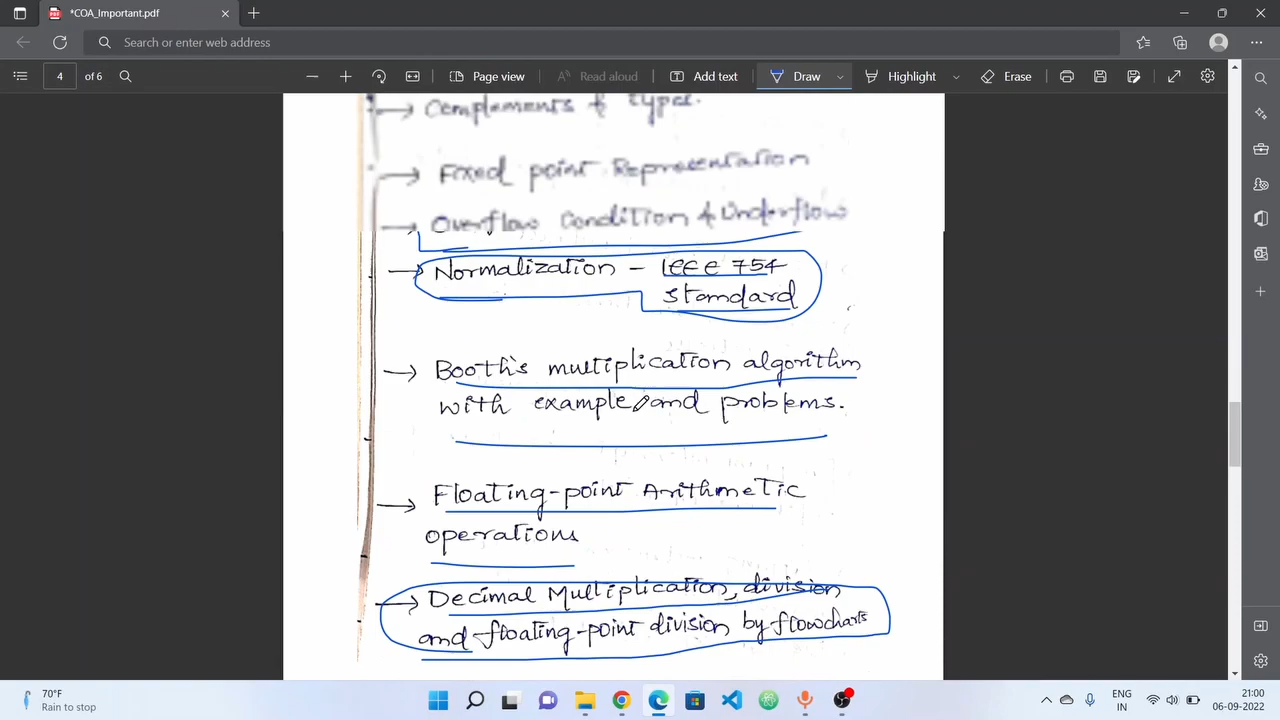 *COA_Important.pdf
Search or enter web address
4 of 6 Page view Read aloud Add text Draw Highlight Erase
→ Complements & types.
→ Fixed point Representation
→ Overflow Condition & Underflow
→ Normalization - IEEE 754
Standard
→ Booth's multiplication algorithm
with example and problems.
→ Floating-point Arithmetic
operations
→ Decimal Multiplication, division
and floating-point division by flowcharts
70°F
Rain to stop
ENG
IN
21:00
06-09-2022